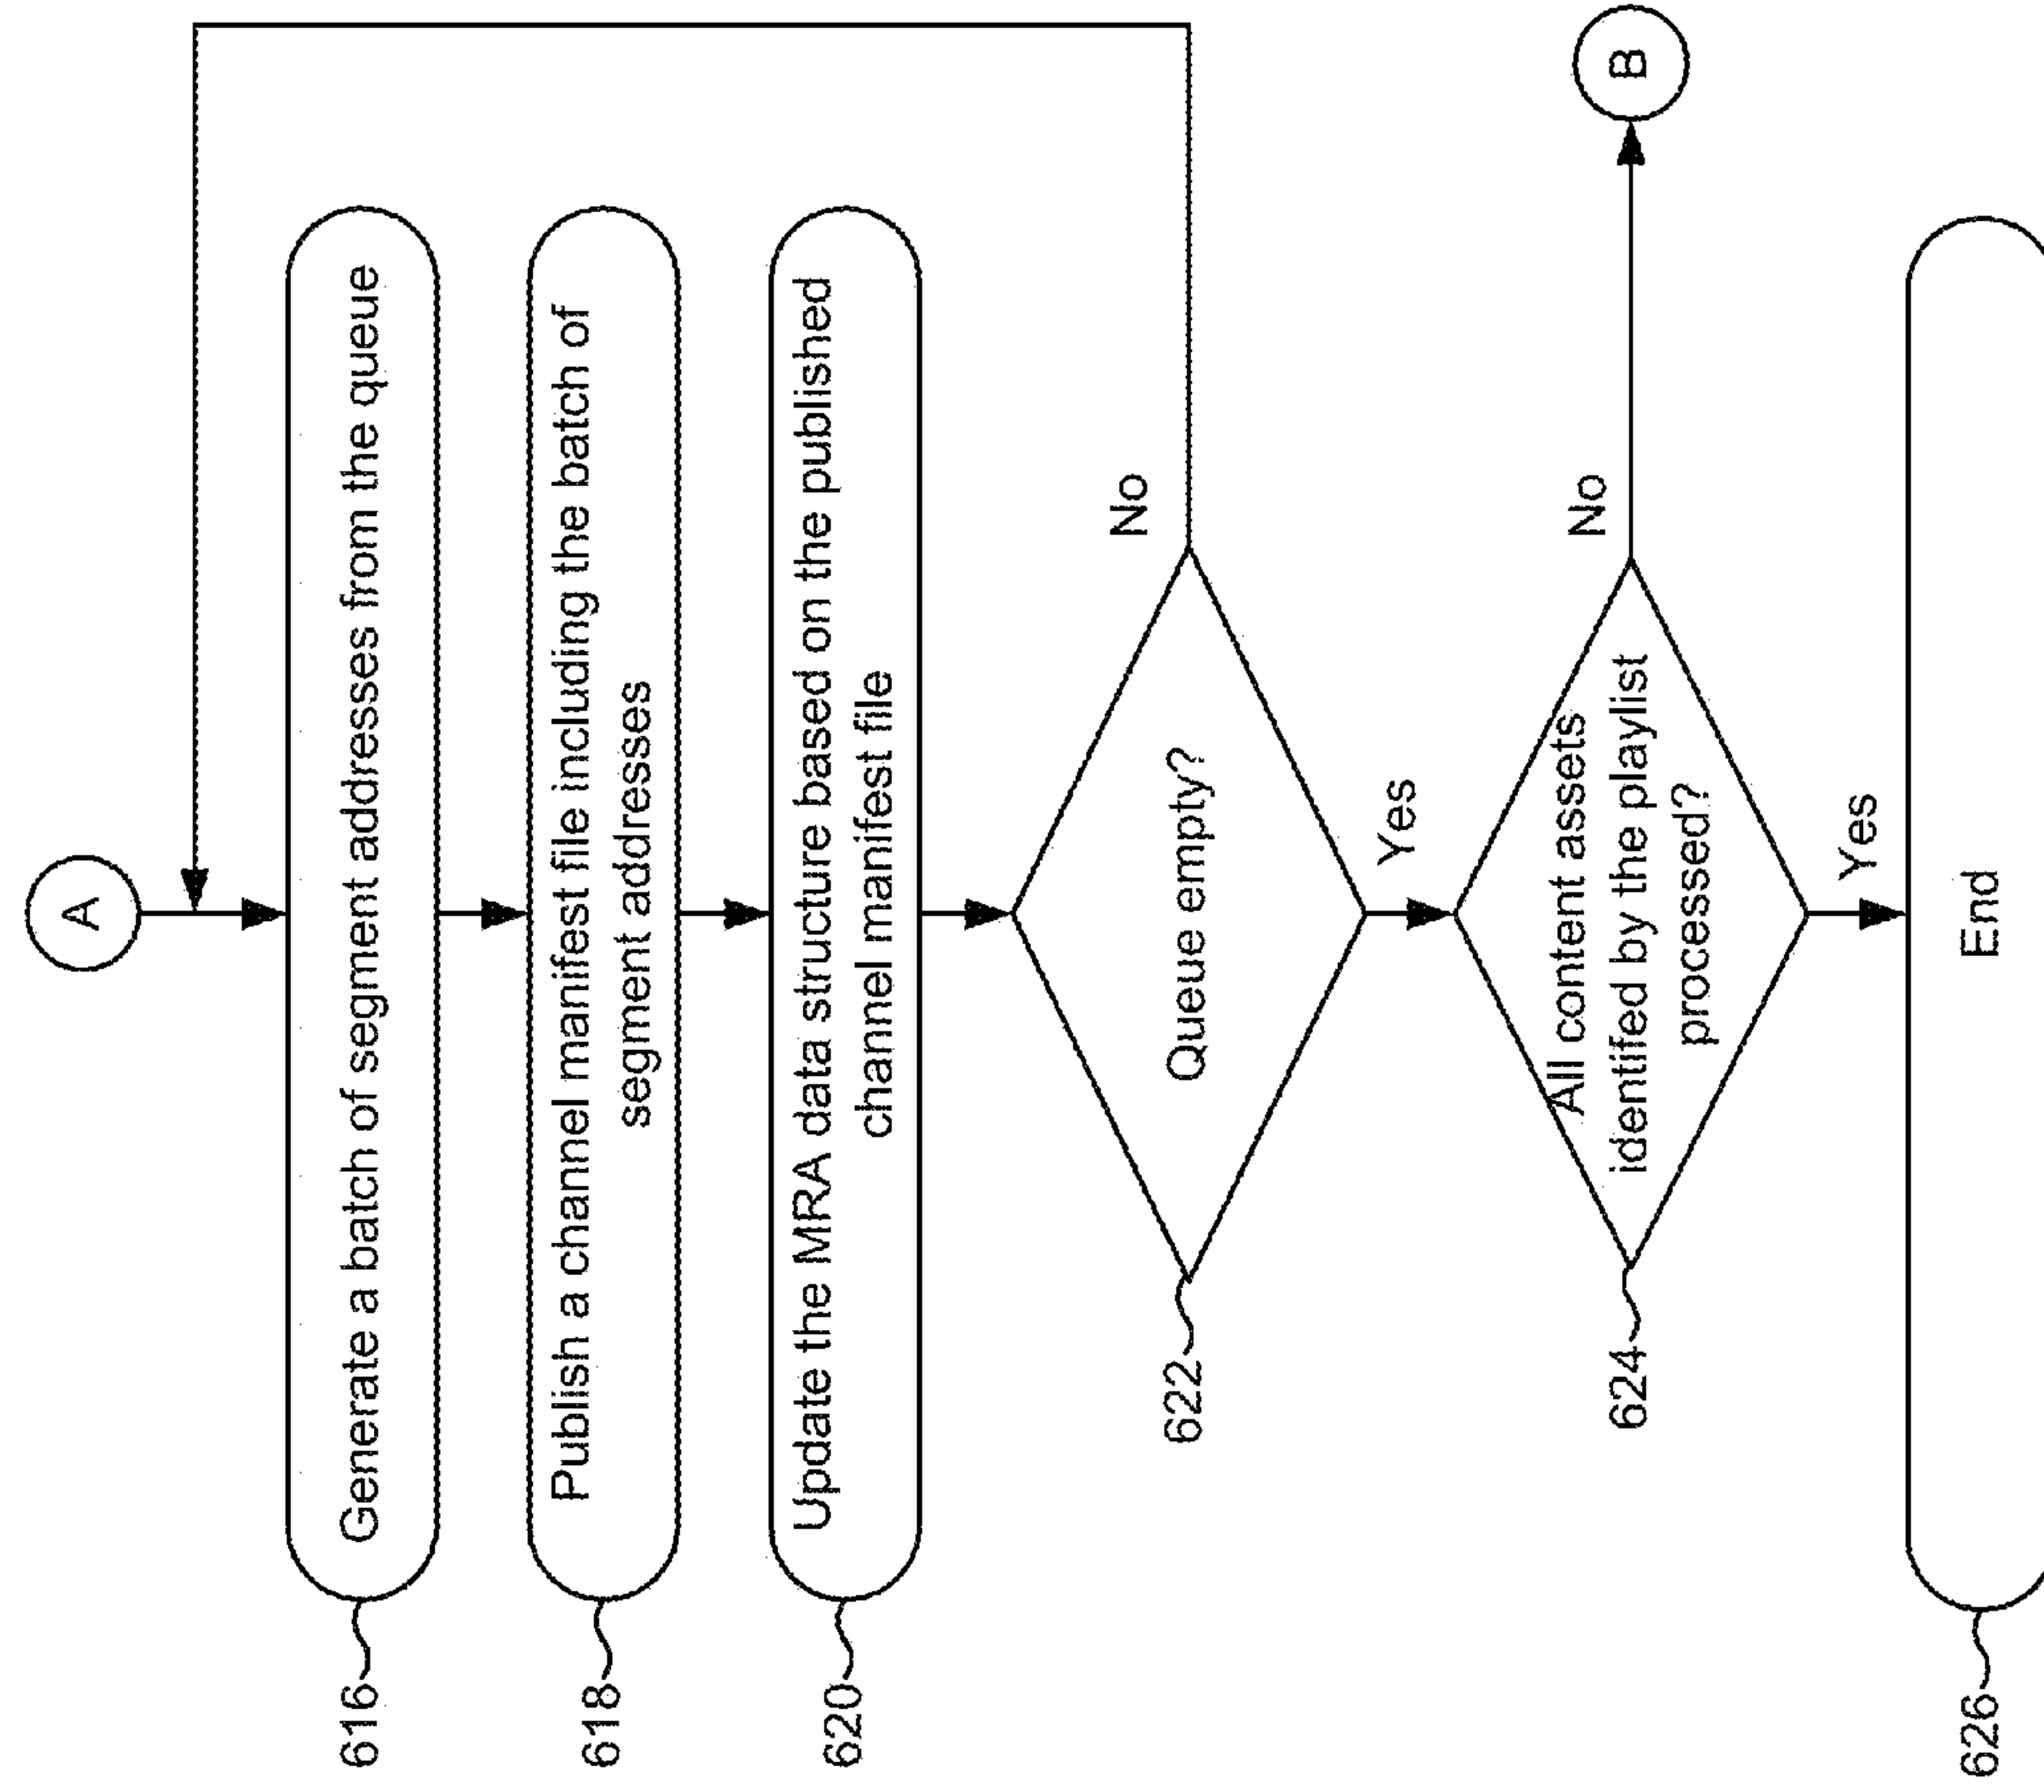 A
616
Generate a batch of segment addresses from the queue
618
Publish a channel manifest file including the batch of
segment addresses
620
Update the MRA data structure based on the published
channel manifest file
622
Queue empty?
No
Yes
624
All content assets
identifed by the playlist
processed?
No
B
Yes
626
End